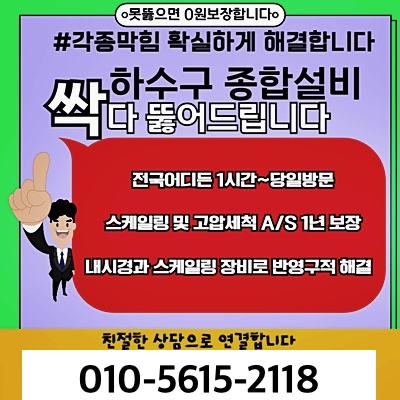 ○못뚫으면 0원보장합니다○
#각종막힘 확실하게 해결합니다
하수구 종합설비
싹다 뚫어드립니다
전국어디든 1시간~당일방문
스케일링 및 고압세척 A/S 1년 보장
내시경과 스케일링 장비로 반영구적 해결
친절한 상담으로 연결합니다
010-5615-2118